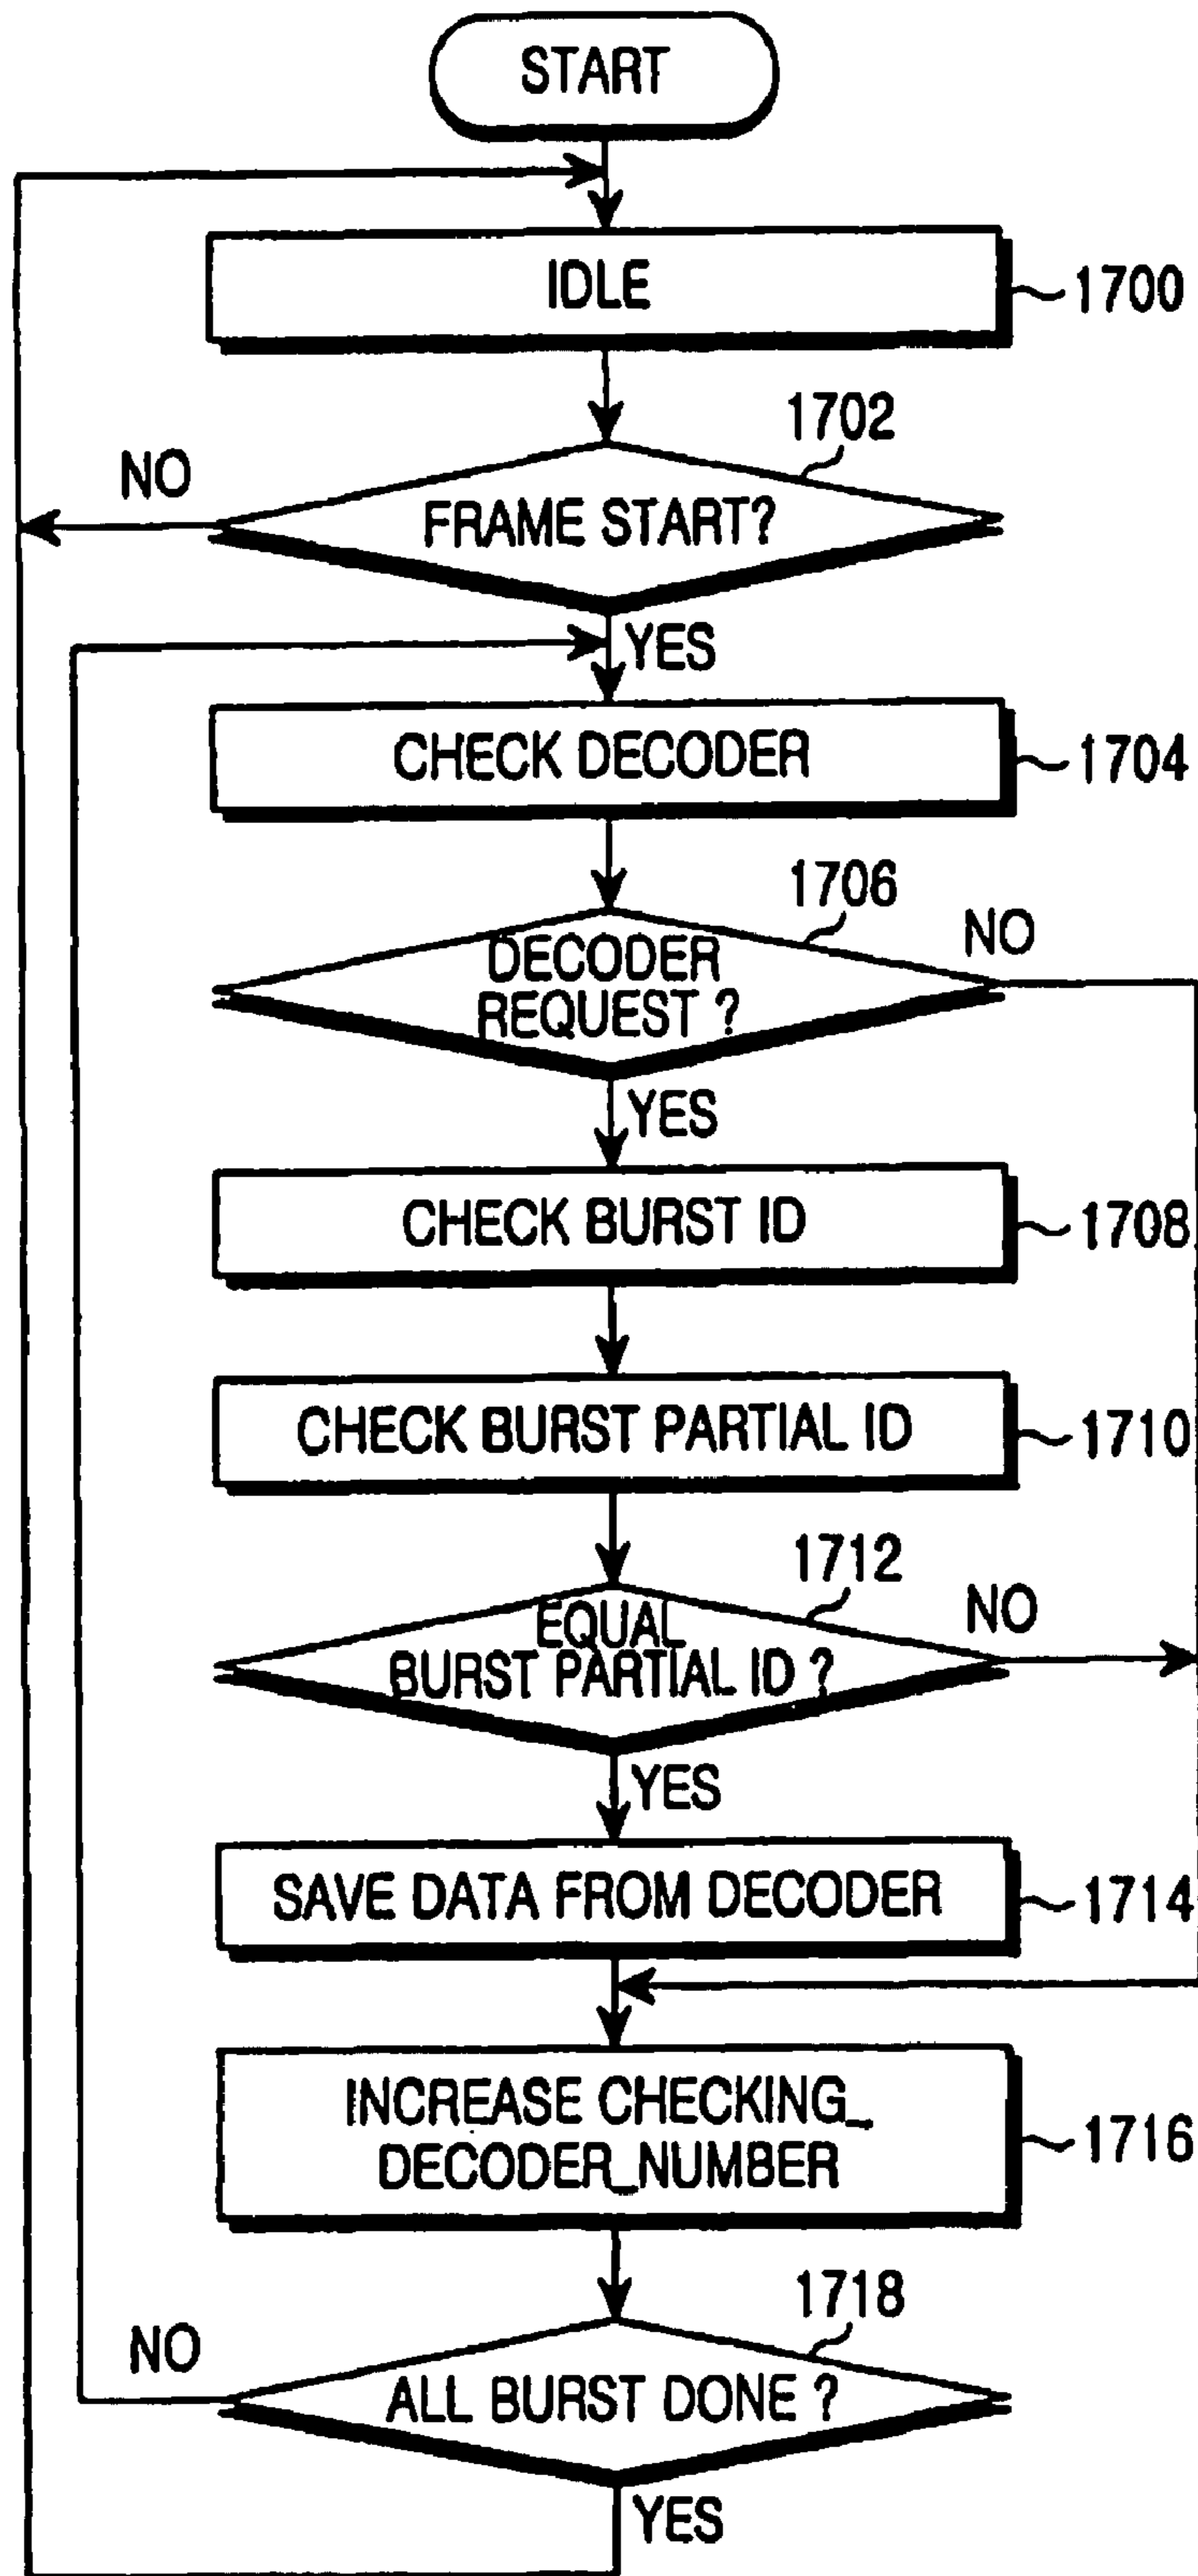 START
IDLE
1700
1702
NO
FRAME START?
YES
CHECK DECODER
1704
1706
NO
DECODER
REQUEST ?
YES
CHECK BURST ID
1708
CHECK BURST PARTIAL ID
1710
1712
NO
EQUAL
BURST PARTIAL ID ?
YES
SAVE DATA FROM DECODER
1714
INCREASE CHECKING_
DECODER_NUMBER
1716
1718
NO
ALL BURST DONE ?
YES